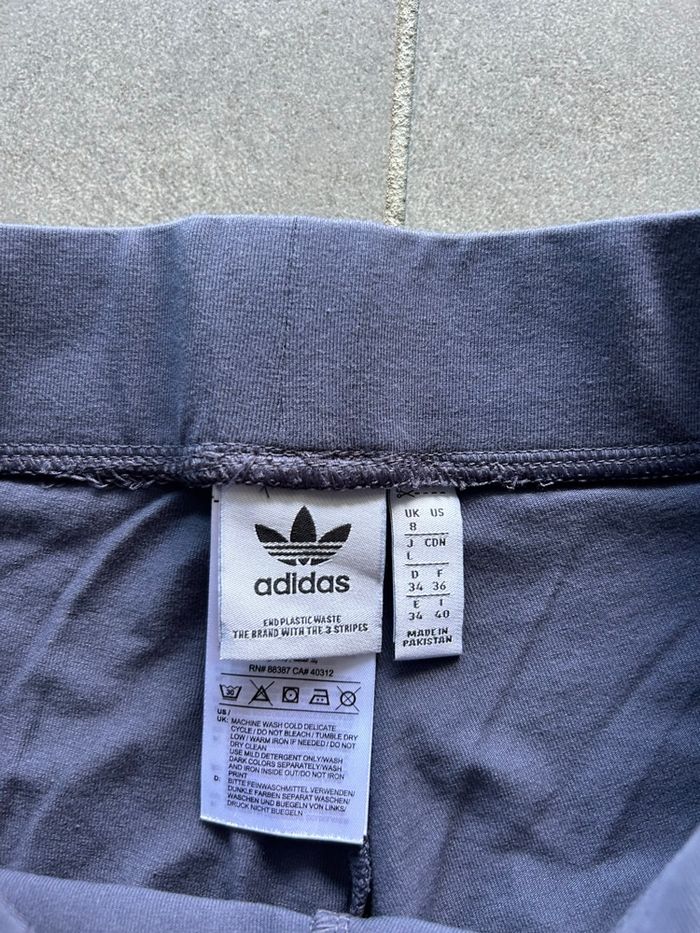 adidas
END PLASTIC WASTE
THE BRAND WITH THE 3 STRIPES
UK US
8
J CDN
L
D F
34 36
E I
34 40
MADE IN
PAKISTAN
RN# 88387 CA# 40312
30
US /
UK: MACHINE WASH COLD DELICATE
CYCLE / DO NOT BLEACH / TUMBLE DRY
LOW / WARM IRON IF NEEDED / DO NOT
DRY CLEAN
USE MILD DETERGENT ONLY/WASH
DARK COLORS SEPARATELY/WASH
AND IRON INSIDE OUT/DO NOT IRON
PRINT
D: BITTE FEINWASCHMITTEL VERWENDEN/
DUNKLE FARBEN SEPARAT WASCHEN/
WASCHEN UND BUEGELN VON LINKS/
DRUCK NICHT BUEGELN